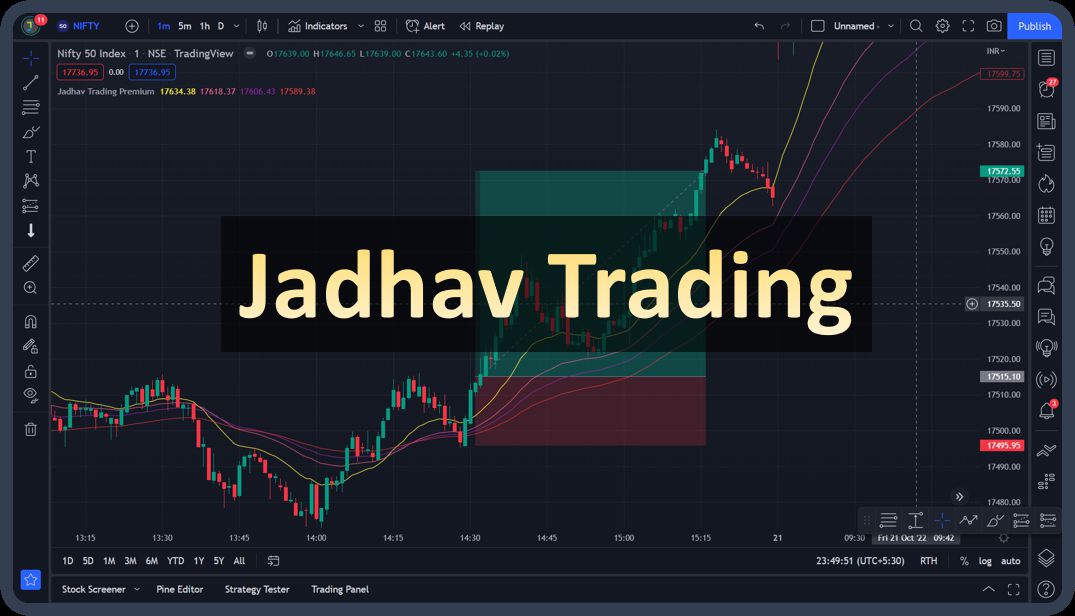 11
50 NIFTY
1m 5m 1h D
Indicators
Alert
Replay
Unnamed
Publish
Nifty 50 Index · 1 · NSE · TradingView
O17639.00 H17646.65 L17639.00 C17643.60 +4.35 (+0.02%)
INR
17736.95 0.00 17736.95
17599.75
27
Jadhav Trading Premium 17634.38 17618.37 17606.43 17589.38
17590.00
17580.00
17572.55
17570.00
17560.00
17550.00
Jadhav Trading
17540.00
17535.50
17530.00
17520.00
17515.10
17510.00
3
17500.00
17495.95
17490.00
17480.00
13:15 13:30 13:45 14:00 14:15 14:30 14:45 15:00 15:15 21 09:30 Fri 21 Oct '22 09:42
1D 5D 1M 3M 6M YTD 1Y 5Y All
23:49:51 (UTC+5:30) RTH % log auto
Stock Screener Pine Editor Strategy Tester Trading Panel